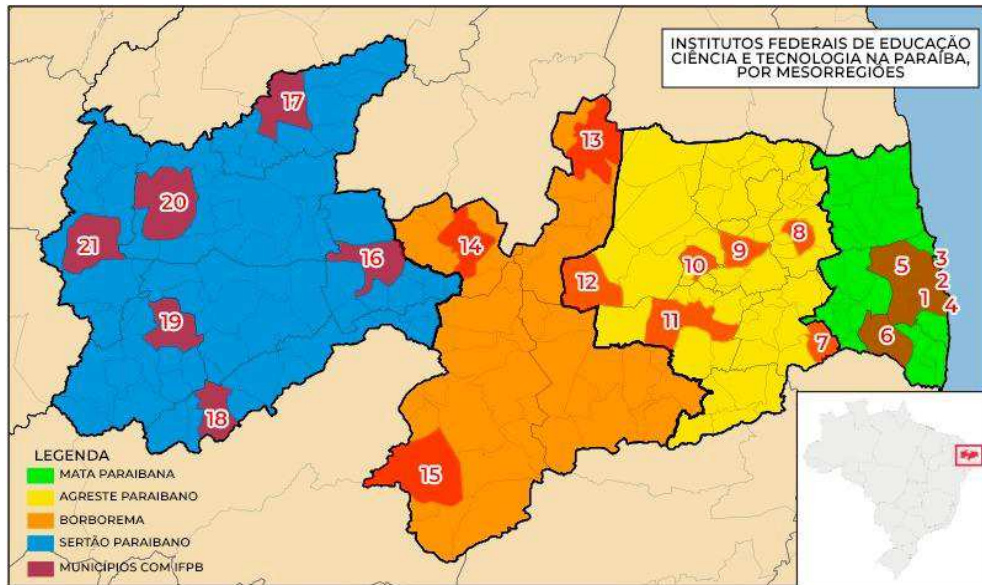 INSTITUTOS FEDERAIS DE EDUCAÇÃO
CIÊNCIA E TECNOLOGIA NA PARAÍBA,
POR MESORREGIÕES
17
13
20
21
14
16
8
9
10
12
11
5
3
2
1
4
6
7
19
18
15
LEGENDA
MATA PARAIBANA
AGRESTE PARAIBANO
BORBOREMA
SERTÃO PARAIBANO
MUNICÍPIOS COM IFPB